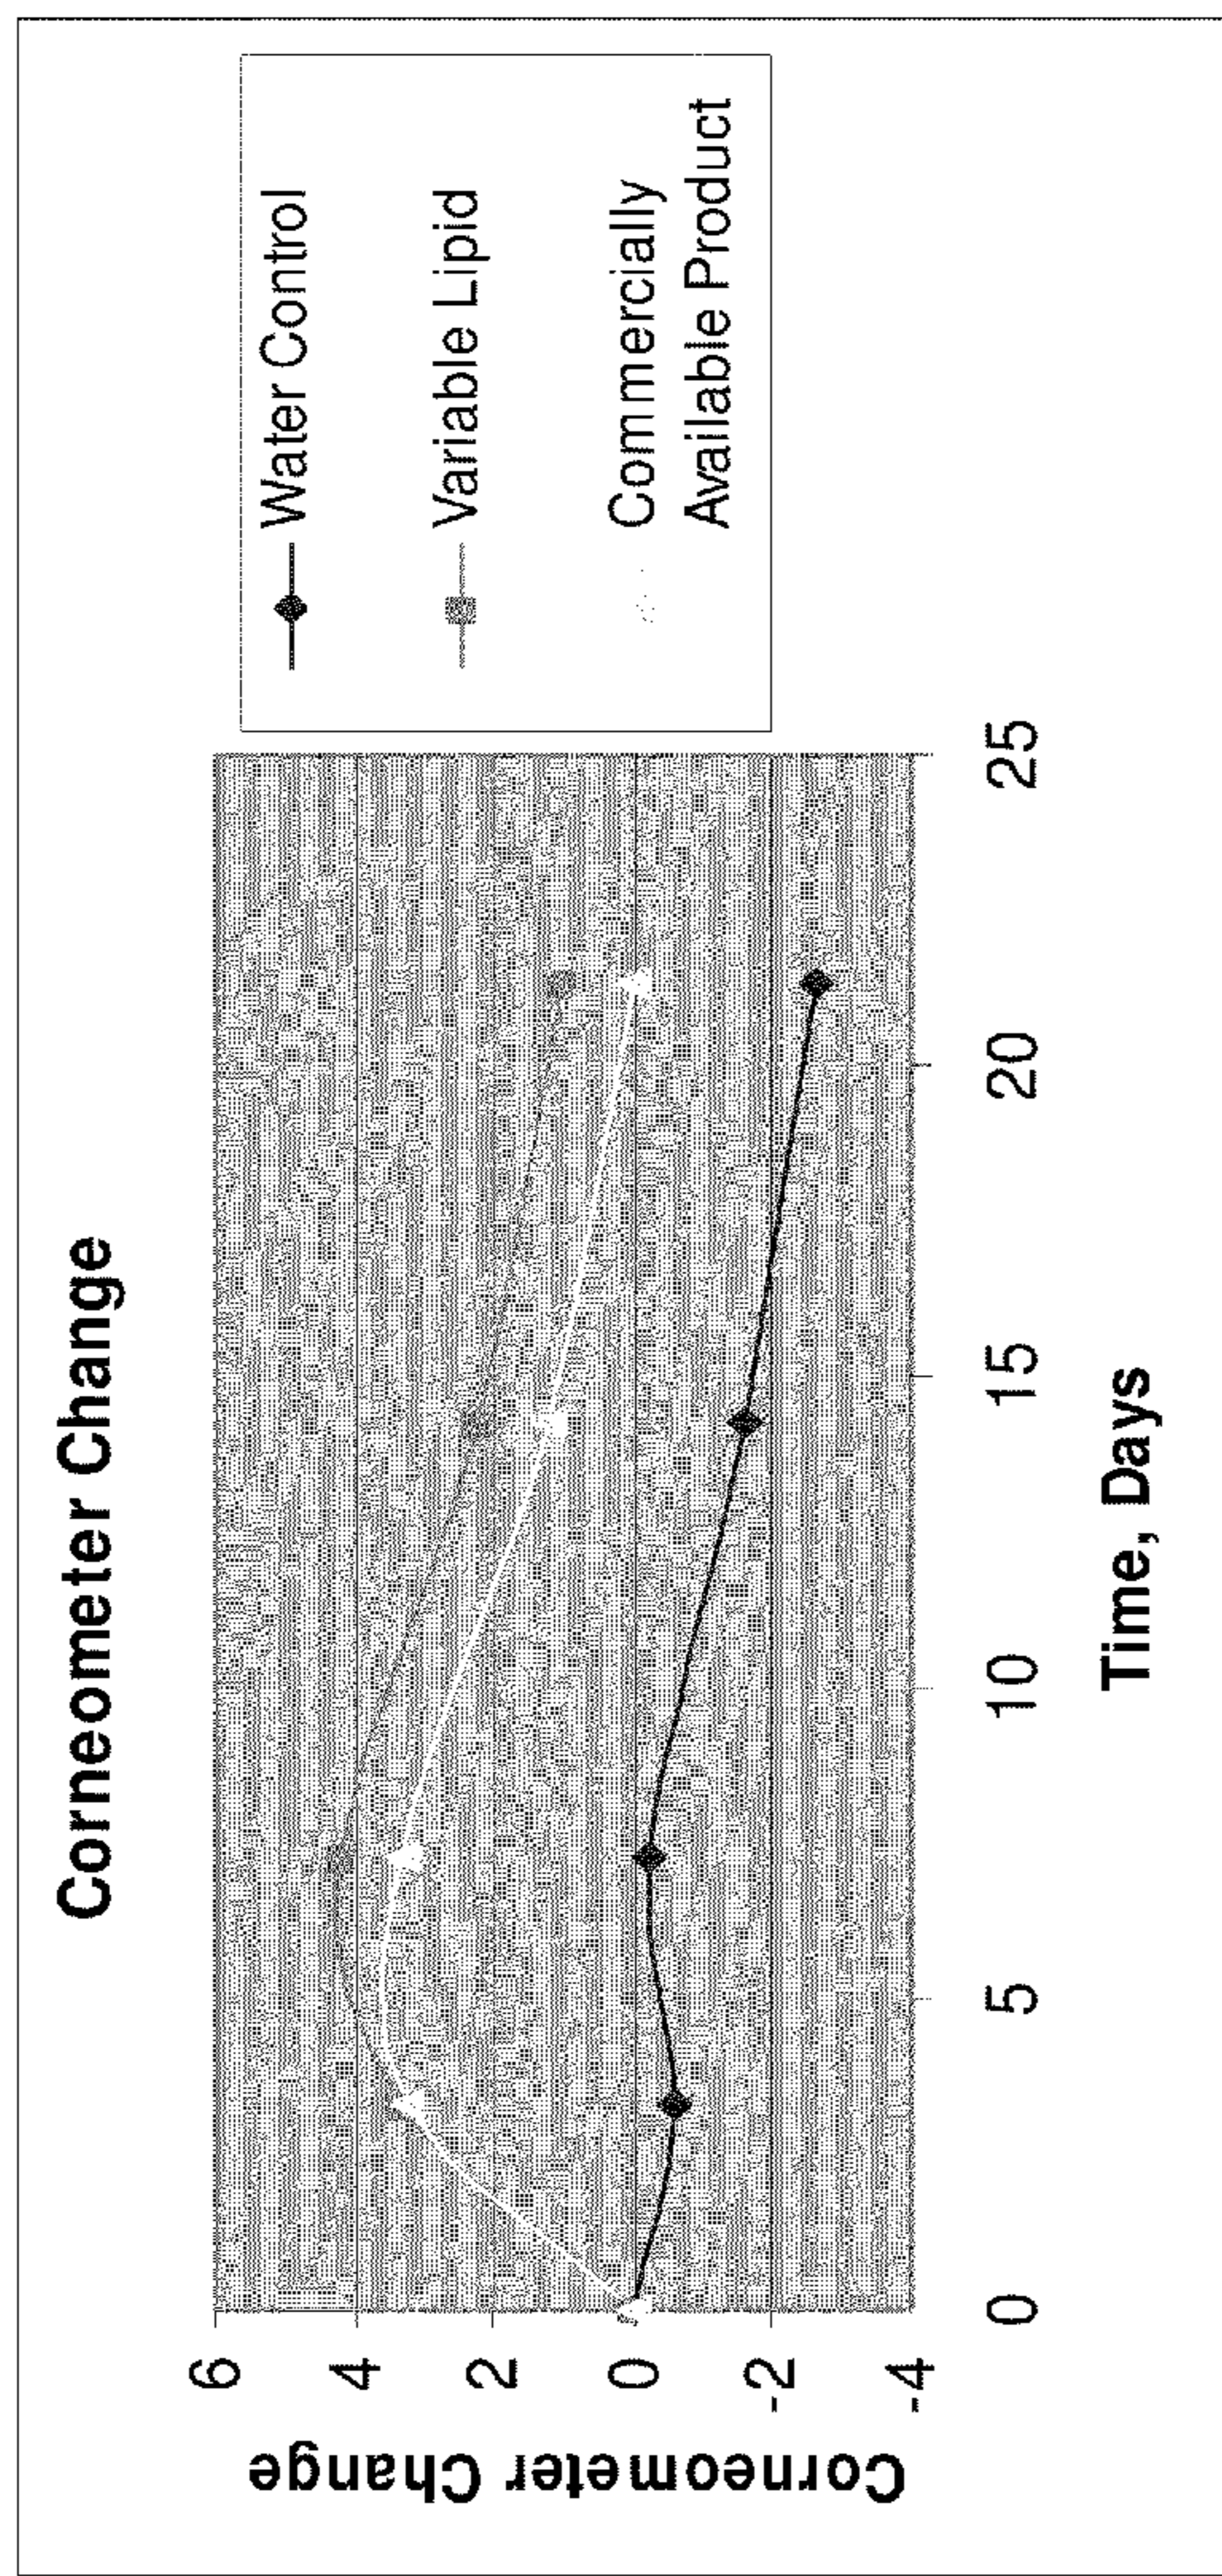 Corneometer Change
Corneometer Change
6
4
2
0
-2
-4
0
5
10
15
20
25
Time, Days
Water Control
Variable Lipid
Commercially
Available Product